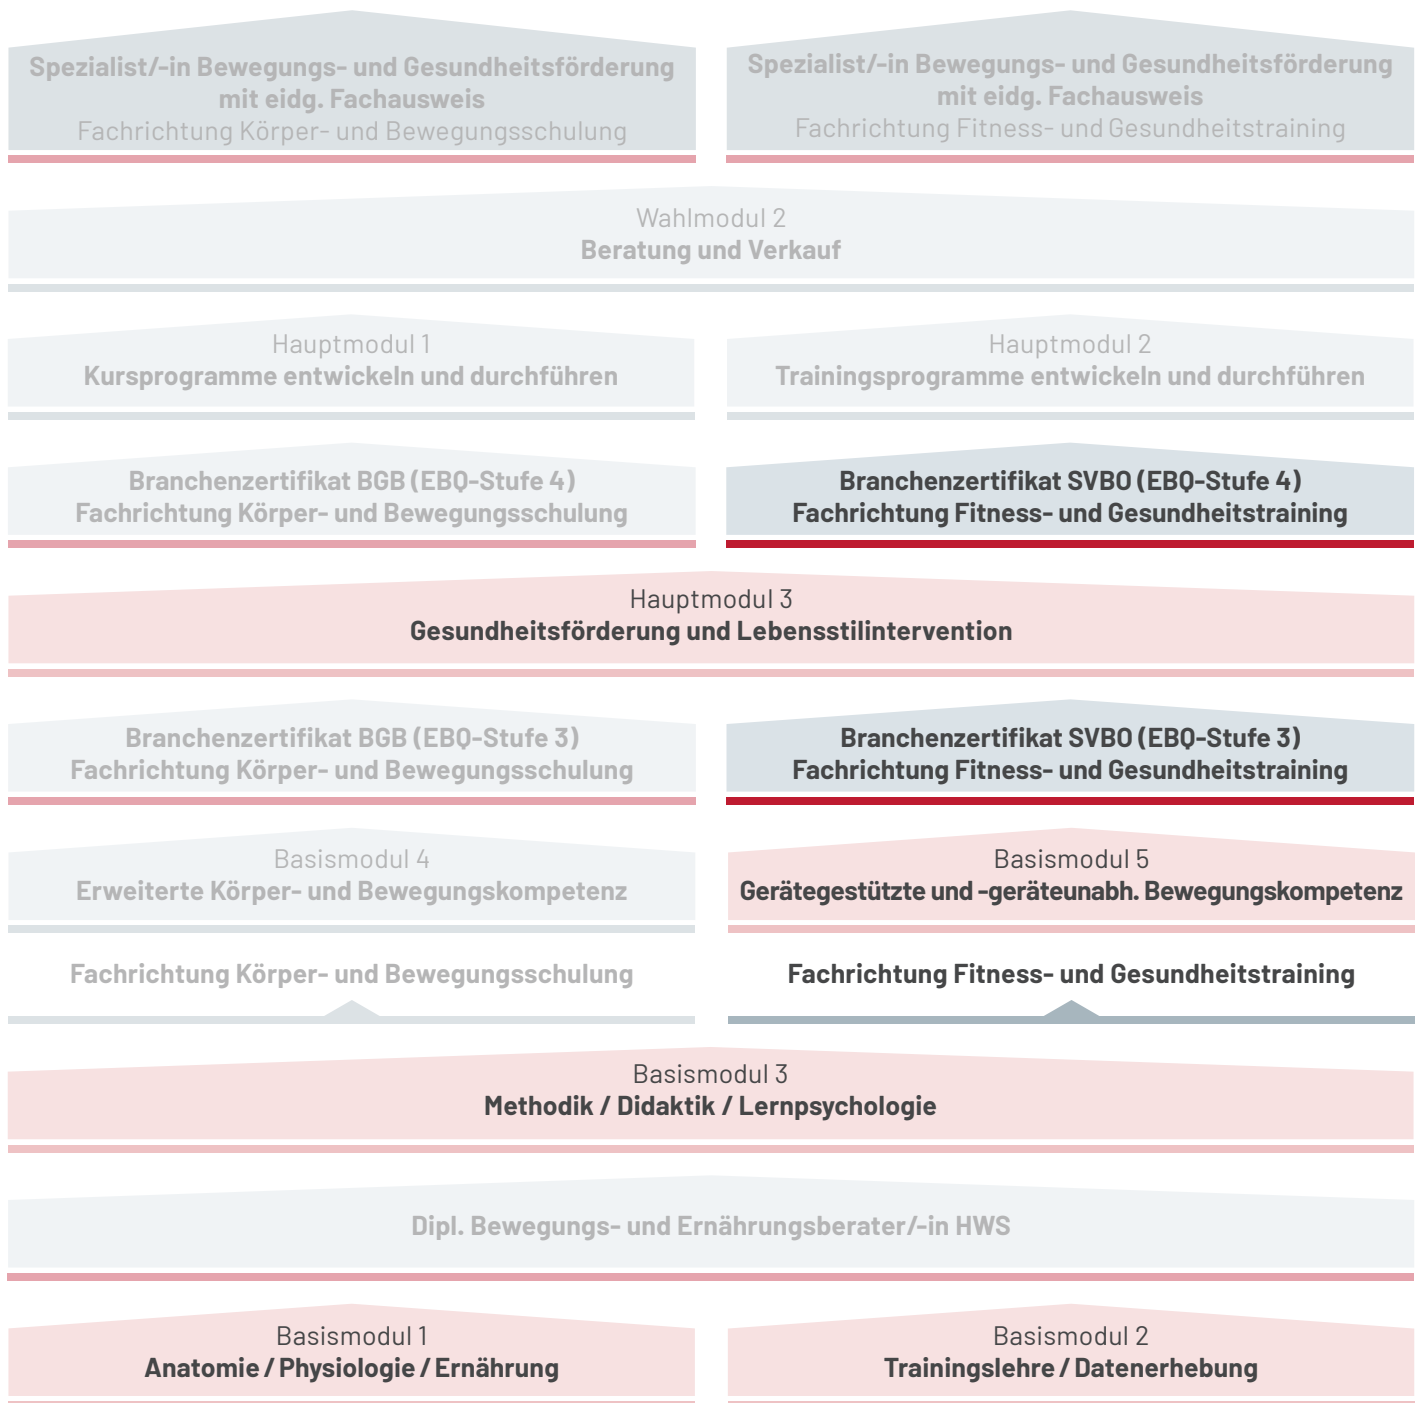 Spezialist/-in Bewegungs- und Gesundheitsförderung
mit eidg. Fachausweis
Fachrichtung Körper- und Bewegungsschulung
Spezialist/-in Bewegungs- und Gesundheitsförderung
mit eidg. Fachausweis
Fachrichtung Fitness- und Gesundheitstraining
Wahlmodul 2
Beratung und Verkauf
Hauptmodul 1
Kursprogramme entwickeln und durchführen
Hauptmodul 2
Trainingsprogramme entwickeln und durchführen
Branchenzertifikat BGB (EBQ-Stufe 4)
Fachrichtung Körper- und Bewegungsschulung
Branchenzertifikat SVBO (EBQ-Stufe 4)
Fachrichtung Fitness- und Gesundheitstraining
Hauptmodul 3
Gesundheitsförderung und Lebensstilintervention
Branchenzertifikat BGB (EBQ-Stufe 3)
Fachrichtung Körper- und Bewegungsschulung
Branchenzertifikat SVBO (EBQ-Stufe 3)
Fachrichtung Fitness- und Gesundheitstraining
Basismodul 4
Erweiterte Körper- und Bewegungskompetenz
Basismodul 5
Gerätegestützte und -geräteunabh. Bewegungskompetenz
Fachrichtung Körper- und Bewegungsschulung
Fachrichtung Fitness- und Gesundheitstraining
Basismodul 3
Methodik / Didaktik / Lernpsychologie
Dipl. Bewegungs- und Ernährungsberater/-in HWS
Basismodul 1
Anatomie / Physiologie / Ernährung
Basismodul 2
Trainingslehre / Datenerhebung